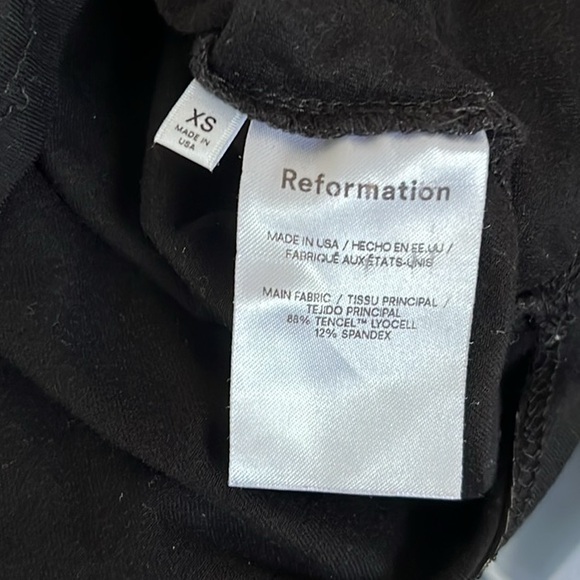 XS
MADE IN
USA
Reformation
MADE IN USA / HECHO EN EE.UU /
FABRIQUÉ AUX ÉTATS-UNIS
MAIN FABRIC / TISSU PRINCIPAL /
TEJIDO PRINCIPAL
88% TENCEL™ LYOCELL
12% SPANDEX